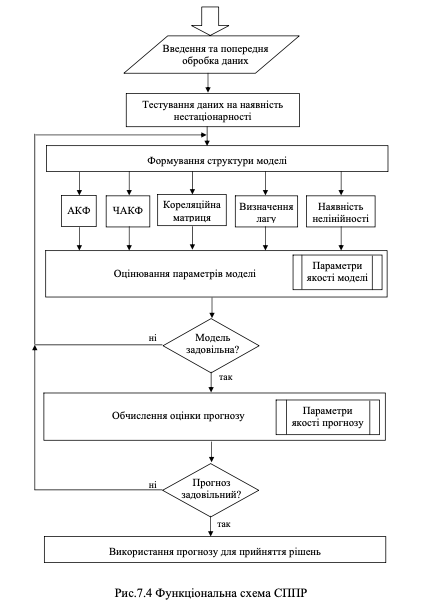 Введення та попередня
обробка даних
Тестування даних на наявність
нестаціонарності
Формування структури моделі
АКФ
ЧАКФ
Кореляційна
матриця
Визначення
лагу
Наявність
нелінійності
Оцінювання параметрів моделі
Параметри
якості моделі
ні
Модель
задовільна?
так
Обчислення оцінки прогнозу
Параметри
якості прогнозу
ні
Прогноз
задовільний?
так
Використання прогнозу для прийняття рішень
Рис.7.4 Функціональна схема СППР